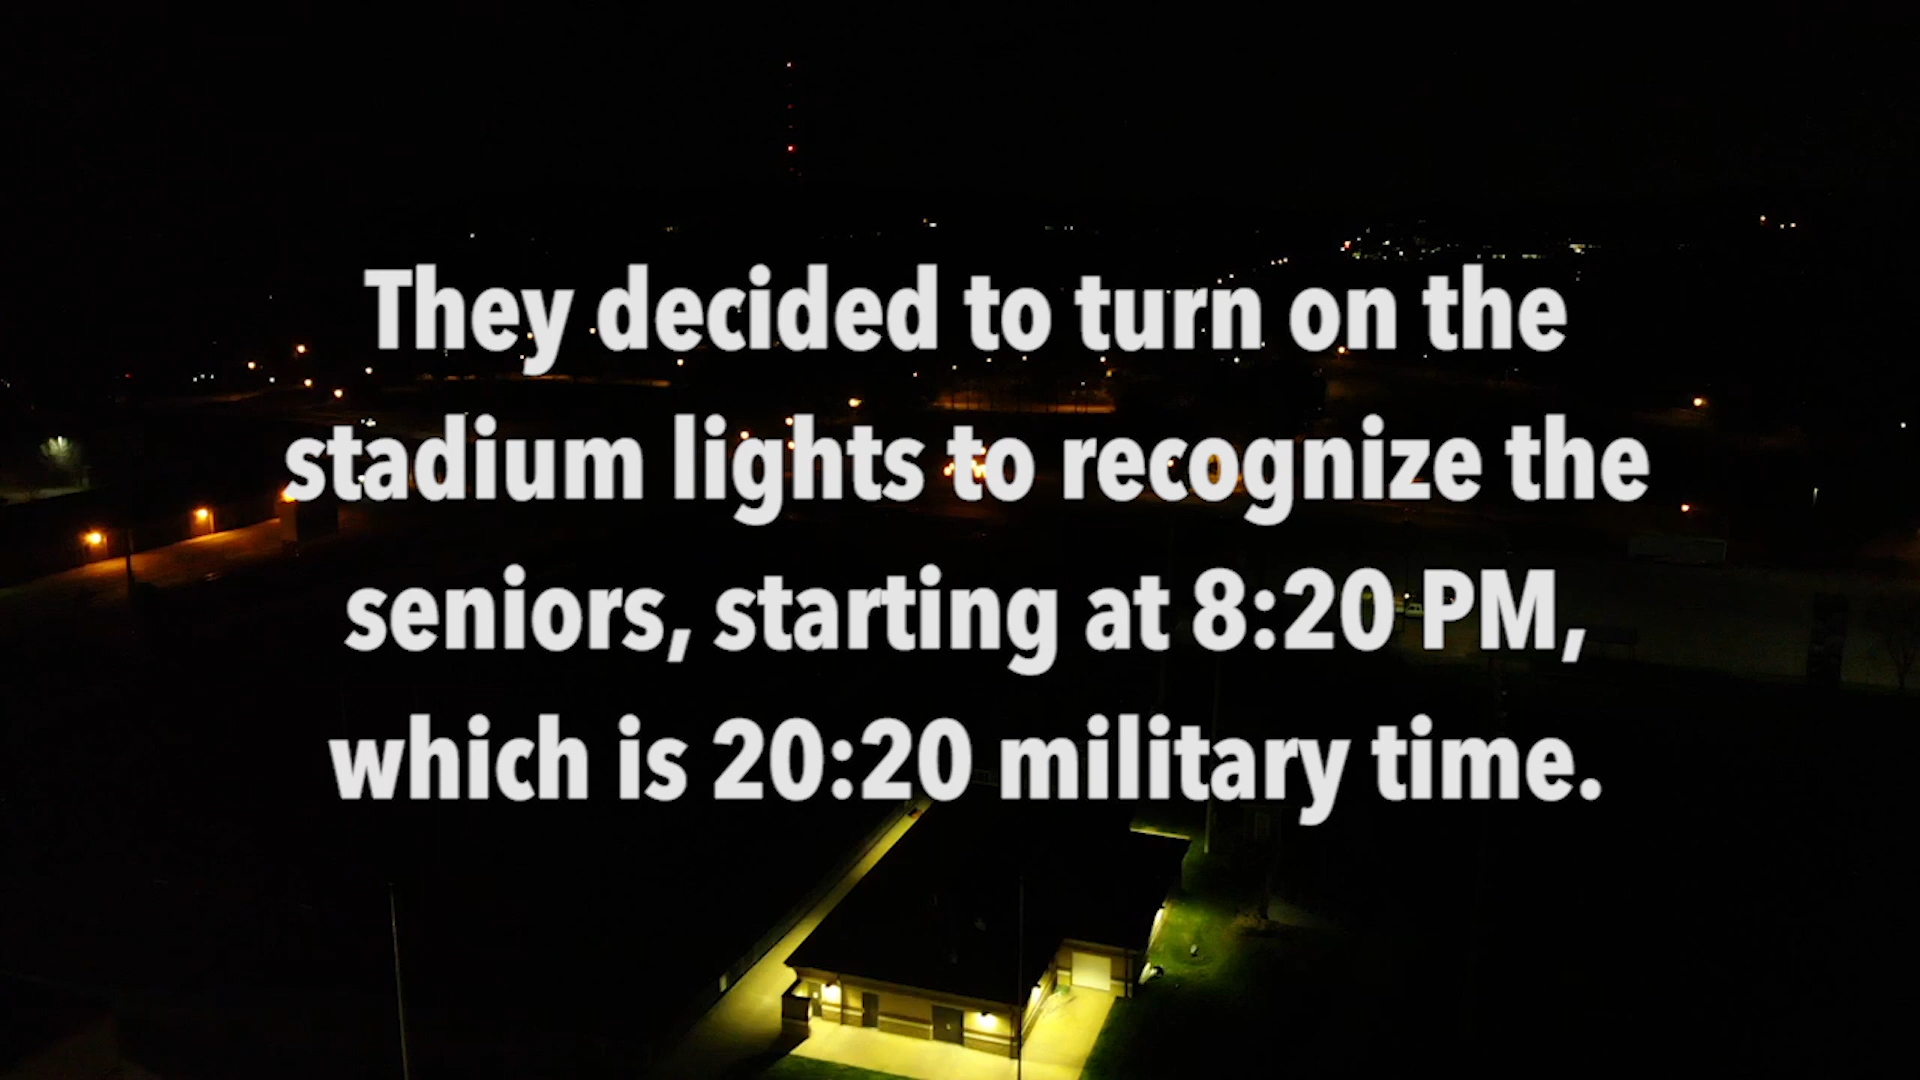 They decided to turn on the
stadium lights to recognize the
seniors, starting at 8:20 PM,
which is 20:20 military time.